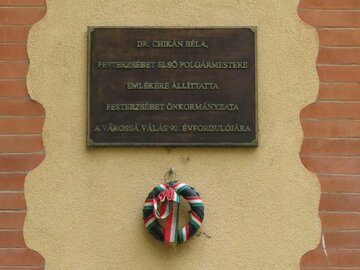 DR. CHIKÁN BÉLA,
PESTERZSÉBET ELSŐ POLGÁRMESTERE
EMLÉKÉRE ÁLLÍTTATTA
PESTERZSÉBET ÖNKORMÁNYZATA
A VÁROSSÁ VÁLÁS 90. ÉVFORDULÓJÁRA